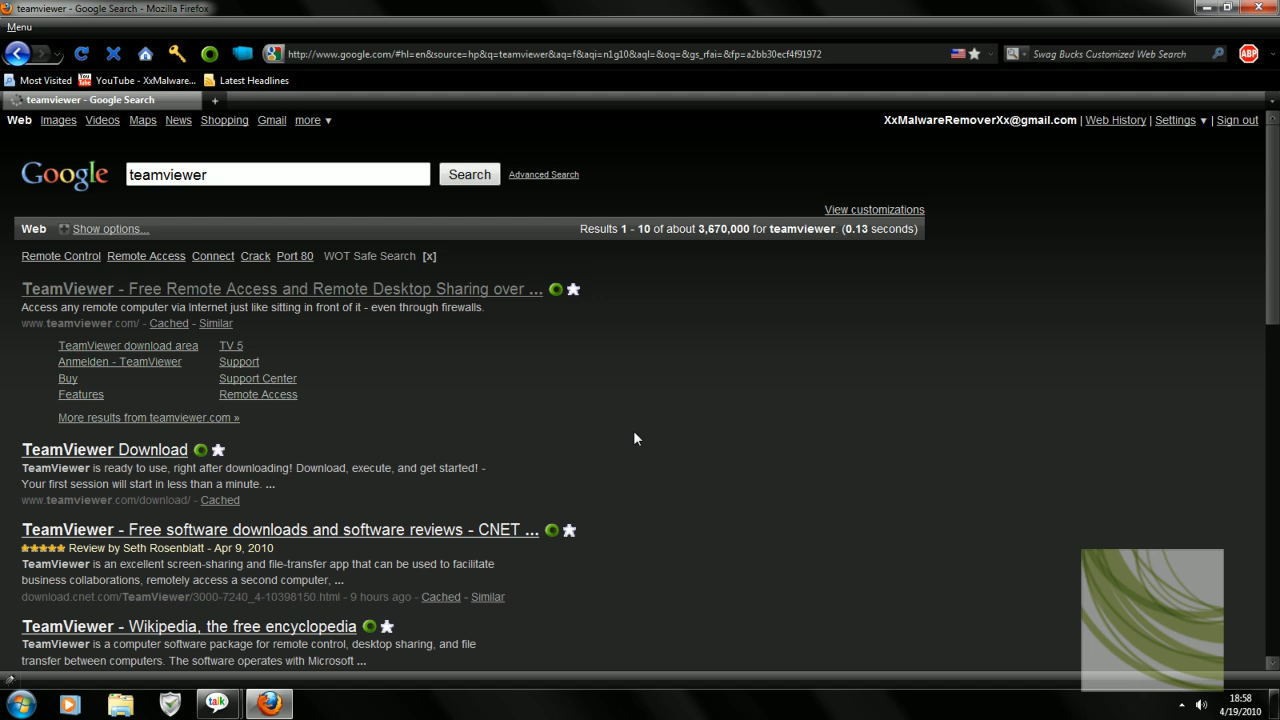 teamviewer - Google Search - Mozilla Firefox
Menu
http://www.google.com/#hl=en&source=hp&q=teamviewer&aq=f&aqi=n1g10&aql=&oq=&gs_rfai=&fp=a2bb30ecf4f91972
Swag Bucks Customized Web Search
ABP
Most Visited YouTube - XxMalware... Latest Headlines
teamviewer - Google Search
Web Images Videos Maps News Shopping Gmail more ▼
XxMalwareRemoverXx@gmail.com | Web History | Settings ▼ | Sign out
Google teamviewer Search Advanced Search
View customizations
Web Show options... Results 1 - 10 of about 3,670,000 for teamviewer. (0.13 seconds)
Remote Control Remote Access Connect Crack Port 80 WOT Safe Search [x]
TeamViewer - Free Remote Access and Remote Desktop Sharing over ...
Access any remote computer via Internet just like sitting in front of it - even through firewalls.
www.teamviewer.com/ - Cached - Similar
TeamViewer download area TV 5
Anmelden - TeamViewer Support
Buy Support Center
Features Remote Access
More results from teamviewer.com »
TeamViewer Download
TeamViewer is ready to use, right after downloading! Download, execute, and get started! -
Your first session will start in less than a minute. ...
www.teamviewer.com/download/ - Cached
TeamViewer - Free software downloads and software reviews - CNET ...
Review by Seth Rosenblatt - Apr 9, 2010
TeamViewer is an excellent screen-sharing and file-transfer app that can be used to facilitate
business collaborations, remotely access a second computer, ...
download.cnet.com/TeamViewer/3000-7240_4-10398150.html - 9 hours ago - Cached - Similar
TeamViewer - Wikipedia, the free encyclopedia
TeamViewer is a computer software package for remote control, desktop sharing, and file
transfer between computers. The software operates with Microsoft ...
talk
18:58
4/19/2010